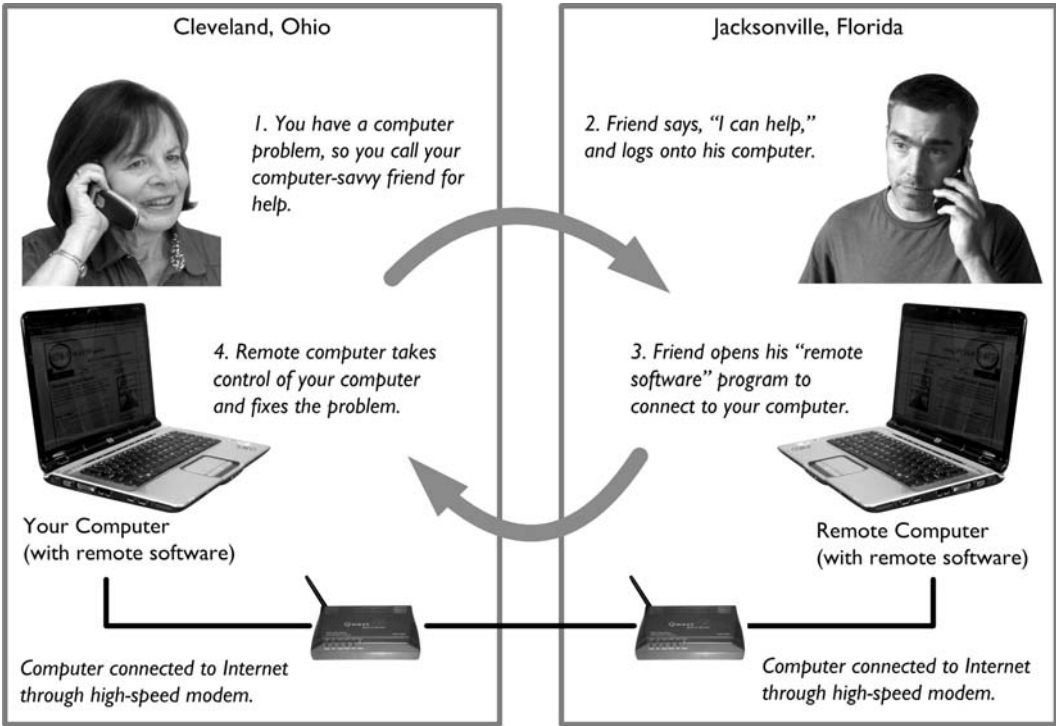 Cleveland, Ohio
1. You have a computer
problem, so you call your
computer-savvy friend for
help.
4. Remote computer takes
control of your computer
and fixes the problem.
Your Computer
(with remote software)
Computer connected to Internet
through high-speed modem.
Jacksonville, Florida
2. Friend says, “I can help,”
and logs onto his computer.
3. Friend opens his “remote
software” program to
connect to your computer.
Remote Computer
(with remote software)
Computer connected to Internet
through high-speed modem.
Qwest
Qwest